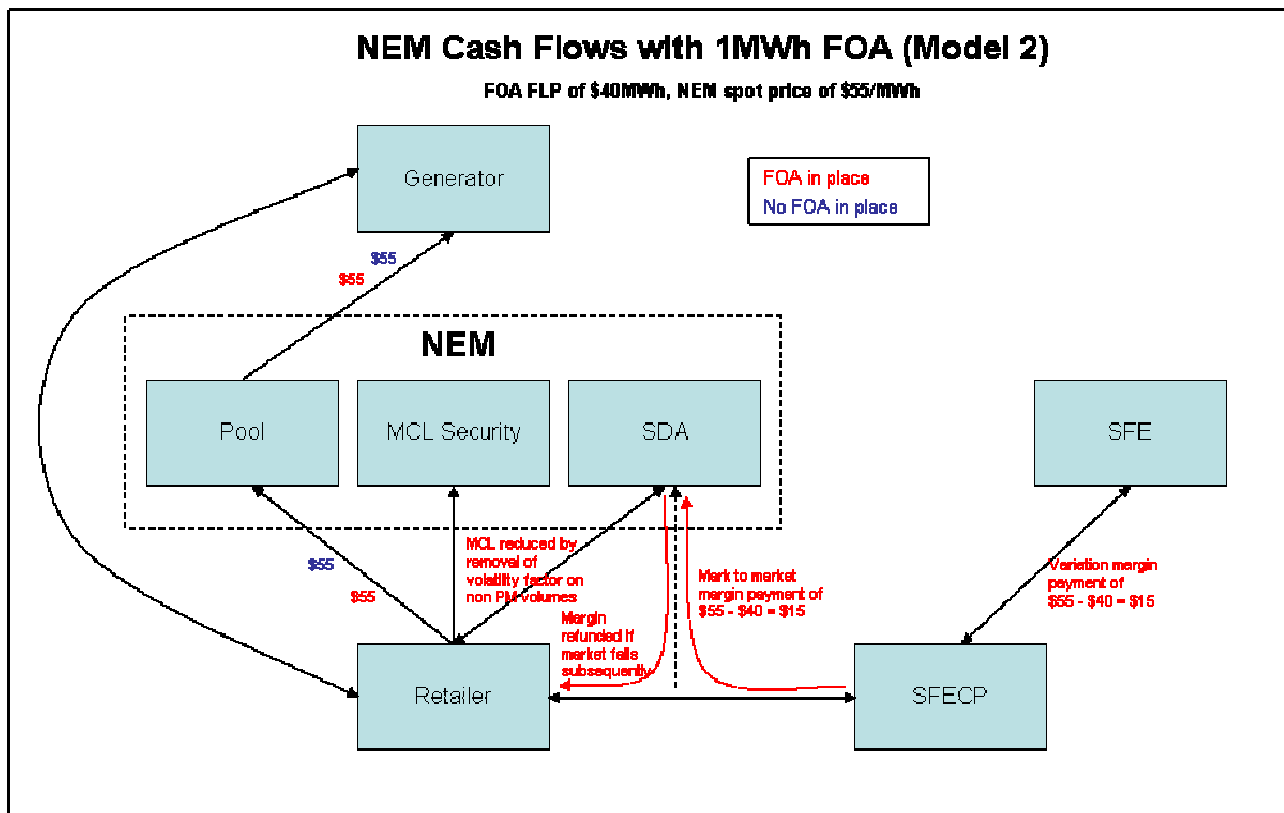 NEM Cash Flows with 1MWh FOA (Model 2)
FOA FLP of $40MWh, NEM spot price of $55/MWh
Generator
FOA in place
No FOA in place
$55
$55
NEM
Pool
MCL Security
SDA
SFE
$55
$55
MCL reduced by
removal of
volatility factor on
non PM volumes
Margin
refunded if
market falls
subsequently
Mark to market
margin payment of
$55 - $40 = $15
Variation margin
payment of
$55 - $40 = $15
Retailer
SFECP